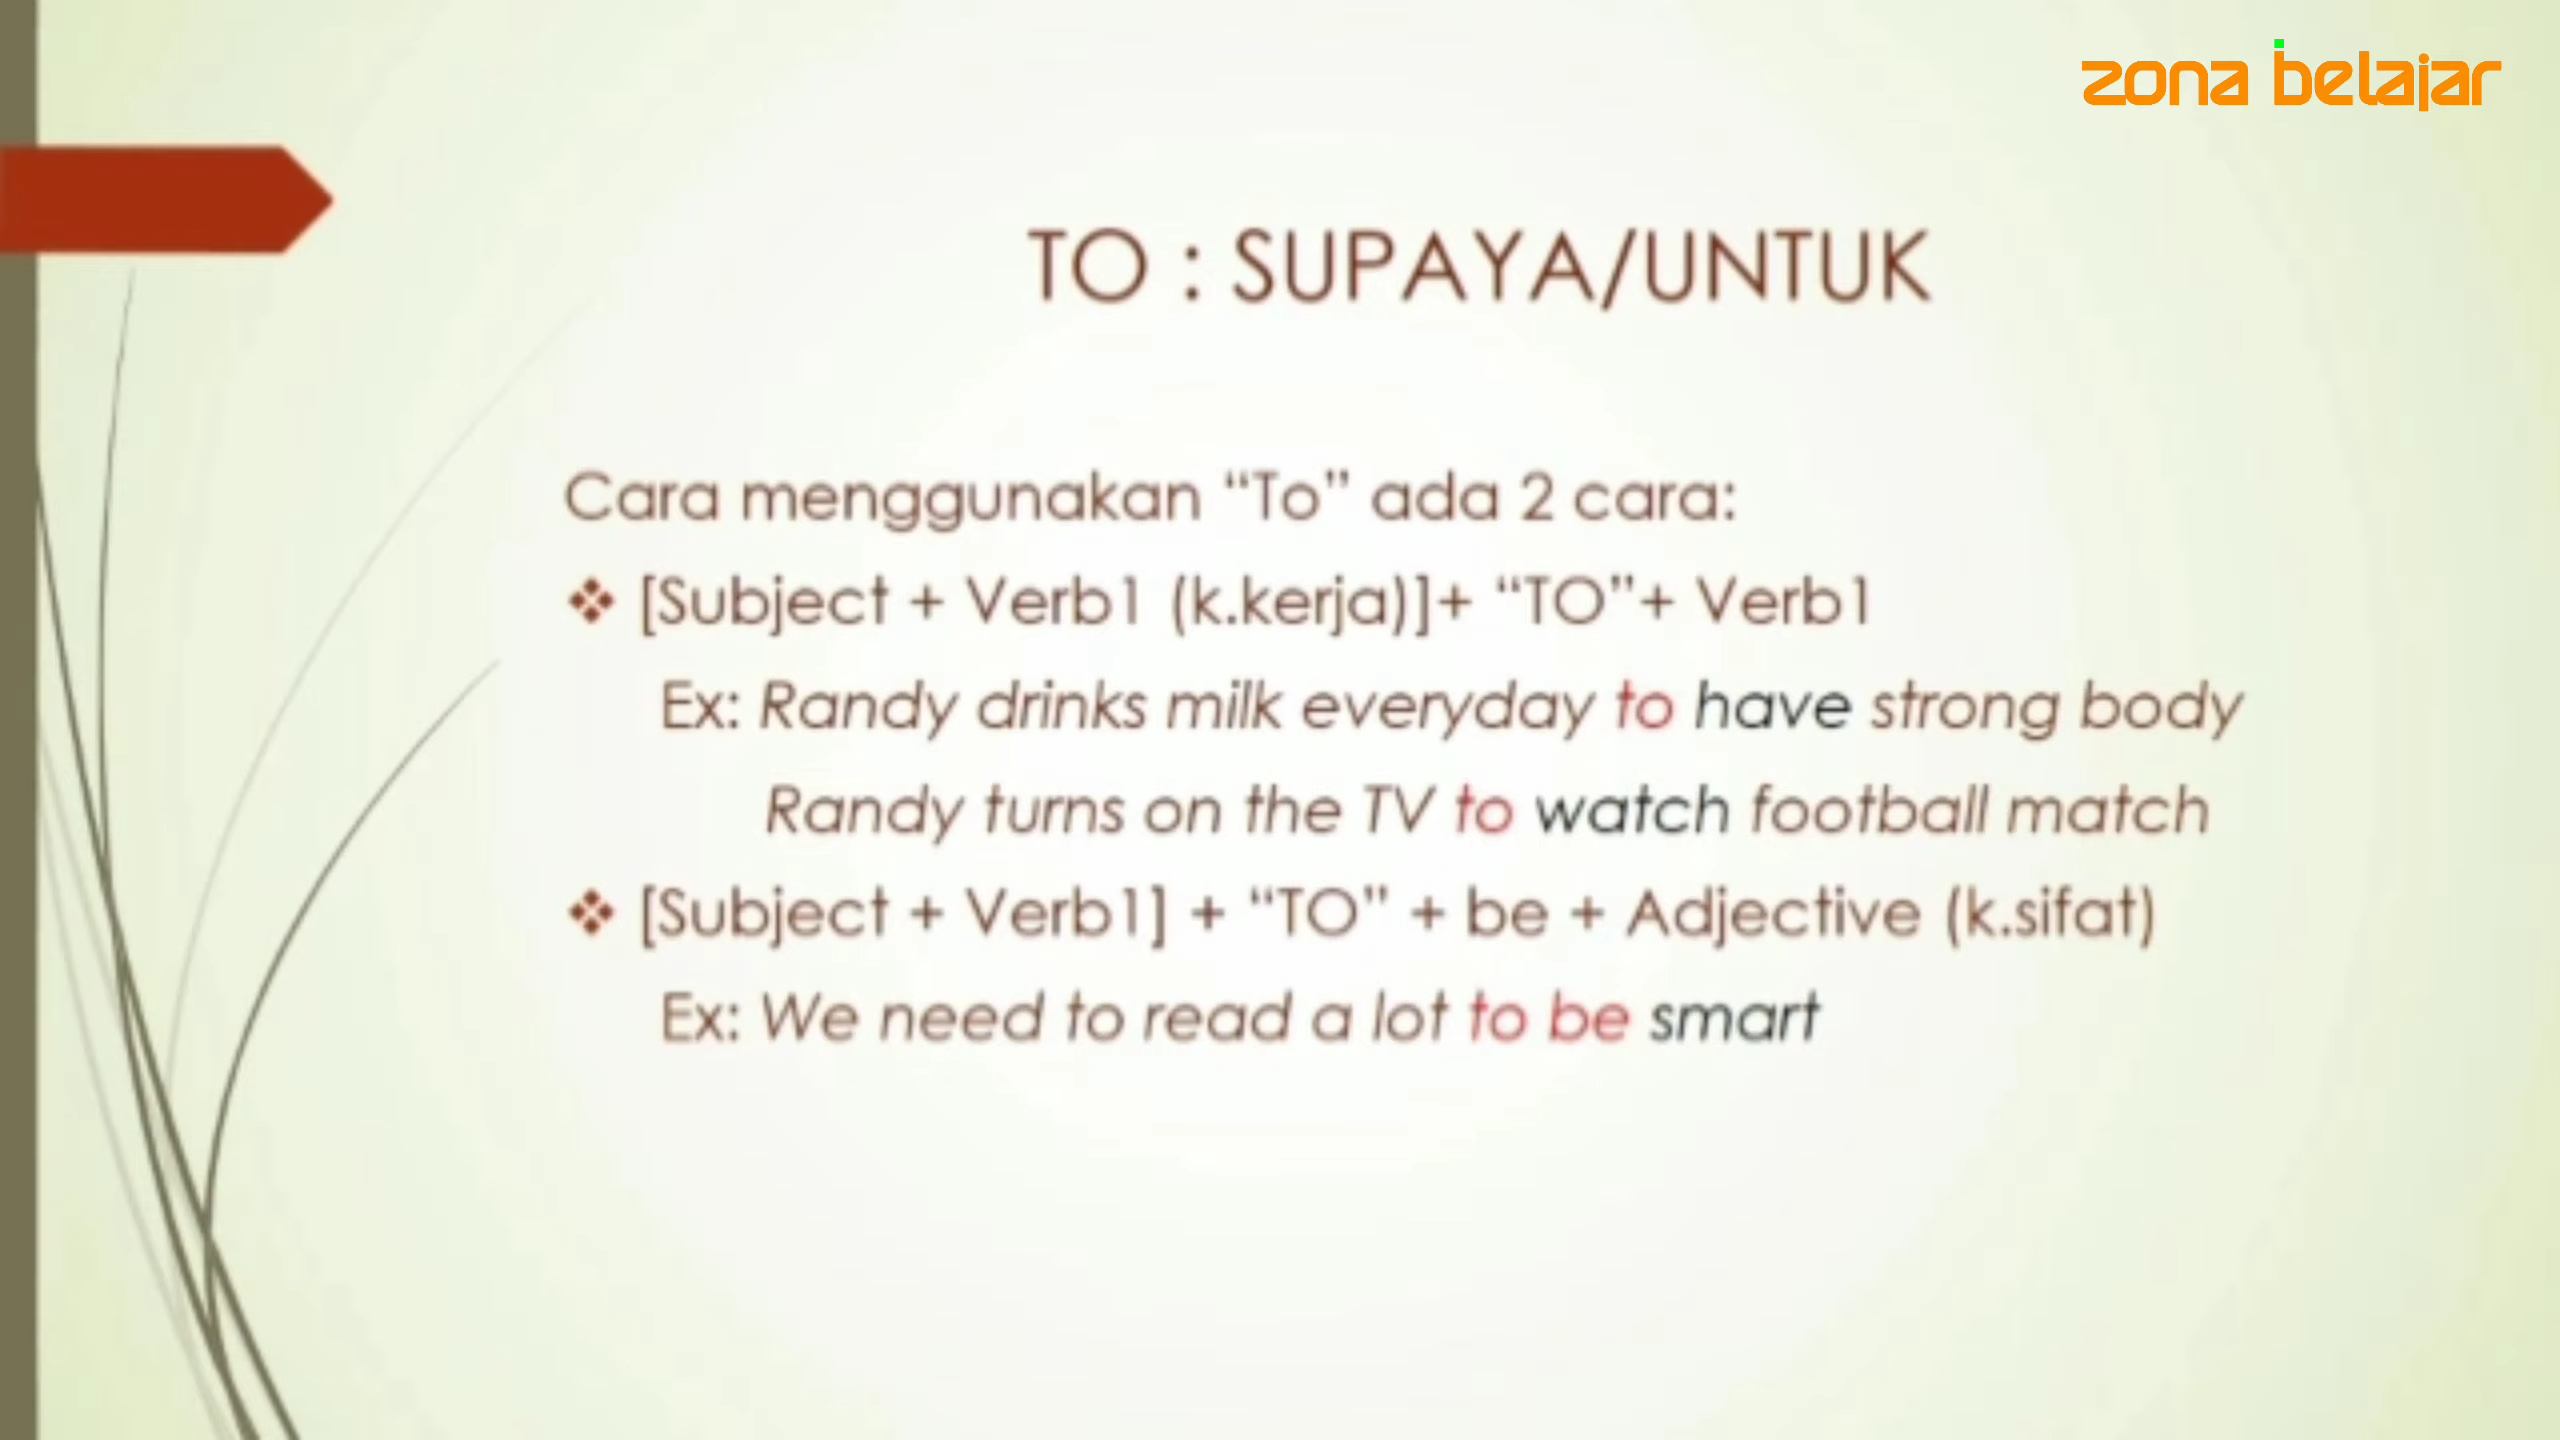 zona belajar
TO : SUPAYA/UNTUK
Cara menggunakan “To” ada 2 cara:
❖ [Subject + Verb1 (k.kerja)]+ “TO”+ Verb1
Ex: Randy drinks milk everyday to have strong body
Randy turns on the TV to watch football match
❖ [Subject + Verb1] + “TO” + be + Adjective (k.sifat)
Ex: We need to read a lot to be smart